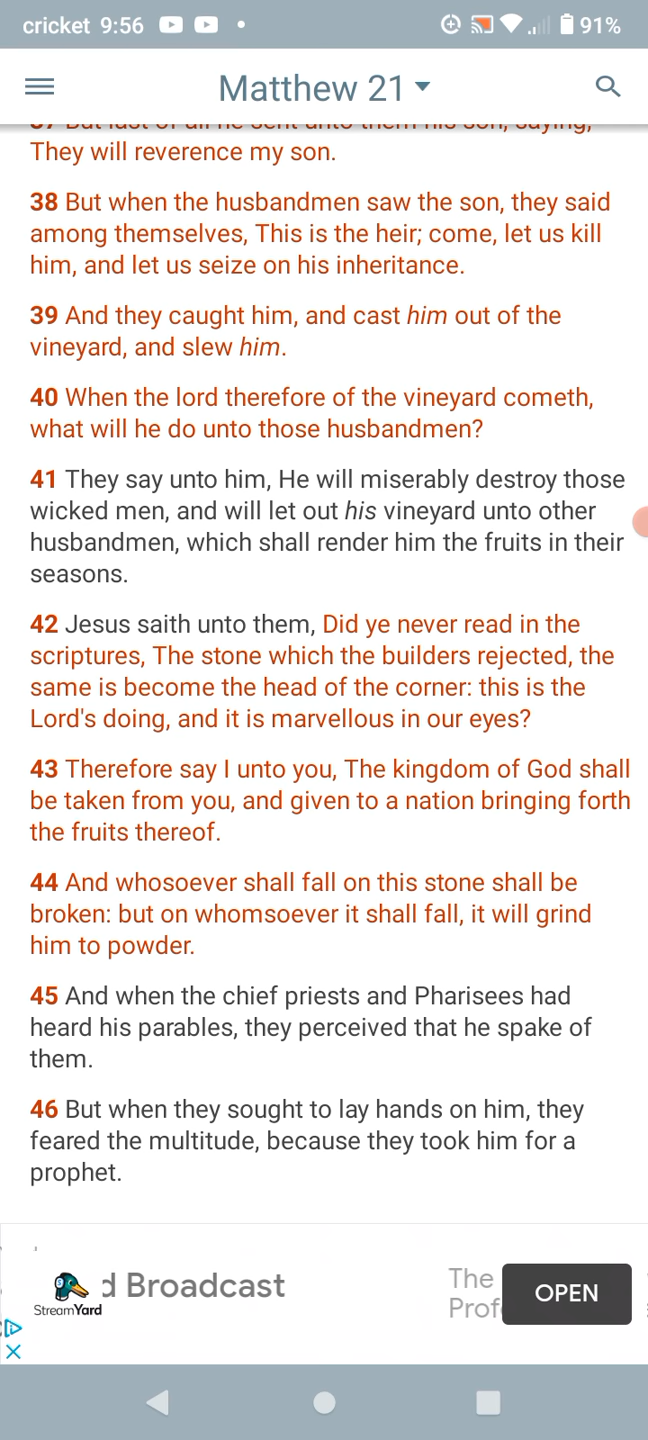 cricket 9:56
91%
Matthew 21
37 But last of all he sent unto them his son, saying,
They will reverence my son.
38 But when the husbandmen saw the son, they said
among themselves, This is the heir; come, let us kill
him, and let us seize on his inheritance.
39 And they caught him, and cast him out of the
vineyard, and slew him.
40 When the lord therefore of the vineyard cometh,
what will he do unto those husbandmen?
41 They say unto him, He will miserably destroy those
wicked men, and will let out his vineyard unto other
husbandmen, which shall render him the fruits in their
seasons.
42 Jesus saith unto them, Did ye never read in the
scriptures, The stone which the builders rejected, the
same is become the head of the corner: this is the
Lord's doing, and it is marvellous in our eyes?
43 Therefore say I unto you, The kingdom of God shall
be taken from you, and given to a nation bringing forth
the fruits thereof.
44 And whosoever shall fall on this stone shall be
broken: but on whomsoever it shall fall, it will grind
him to powder.
45 And when the chief priests and Pharisees had
heard his parables, they perceived that he spake of
them.
46 But when they sought to lay hands on him, they
feared the multitude, because they took him for a
prophet.
d Broadcast
StreamYard
The
Prof
OPEN